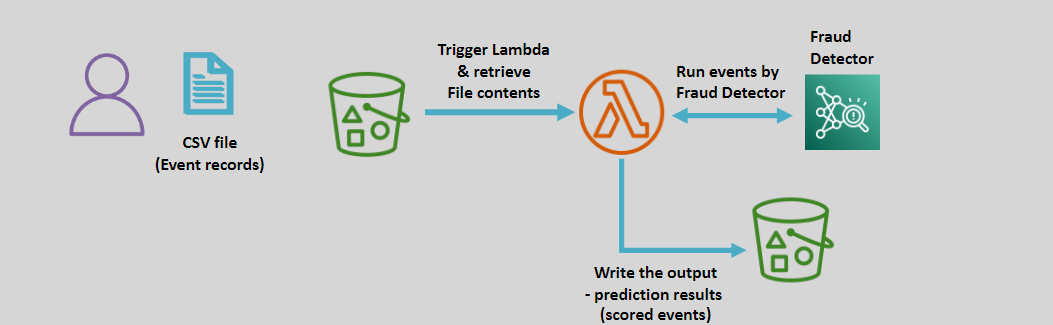 CSV file
(Event records)
Trigger Lambda
& retrieve
File contents
Run events by
Fraud Detector
Fraud
Detector
Write the output
- prediction results
(scored events)